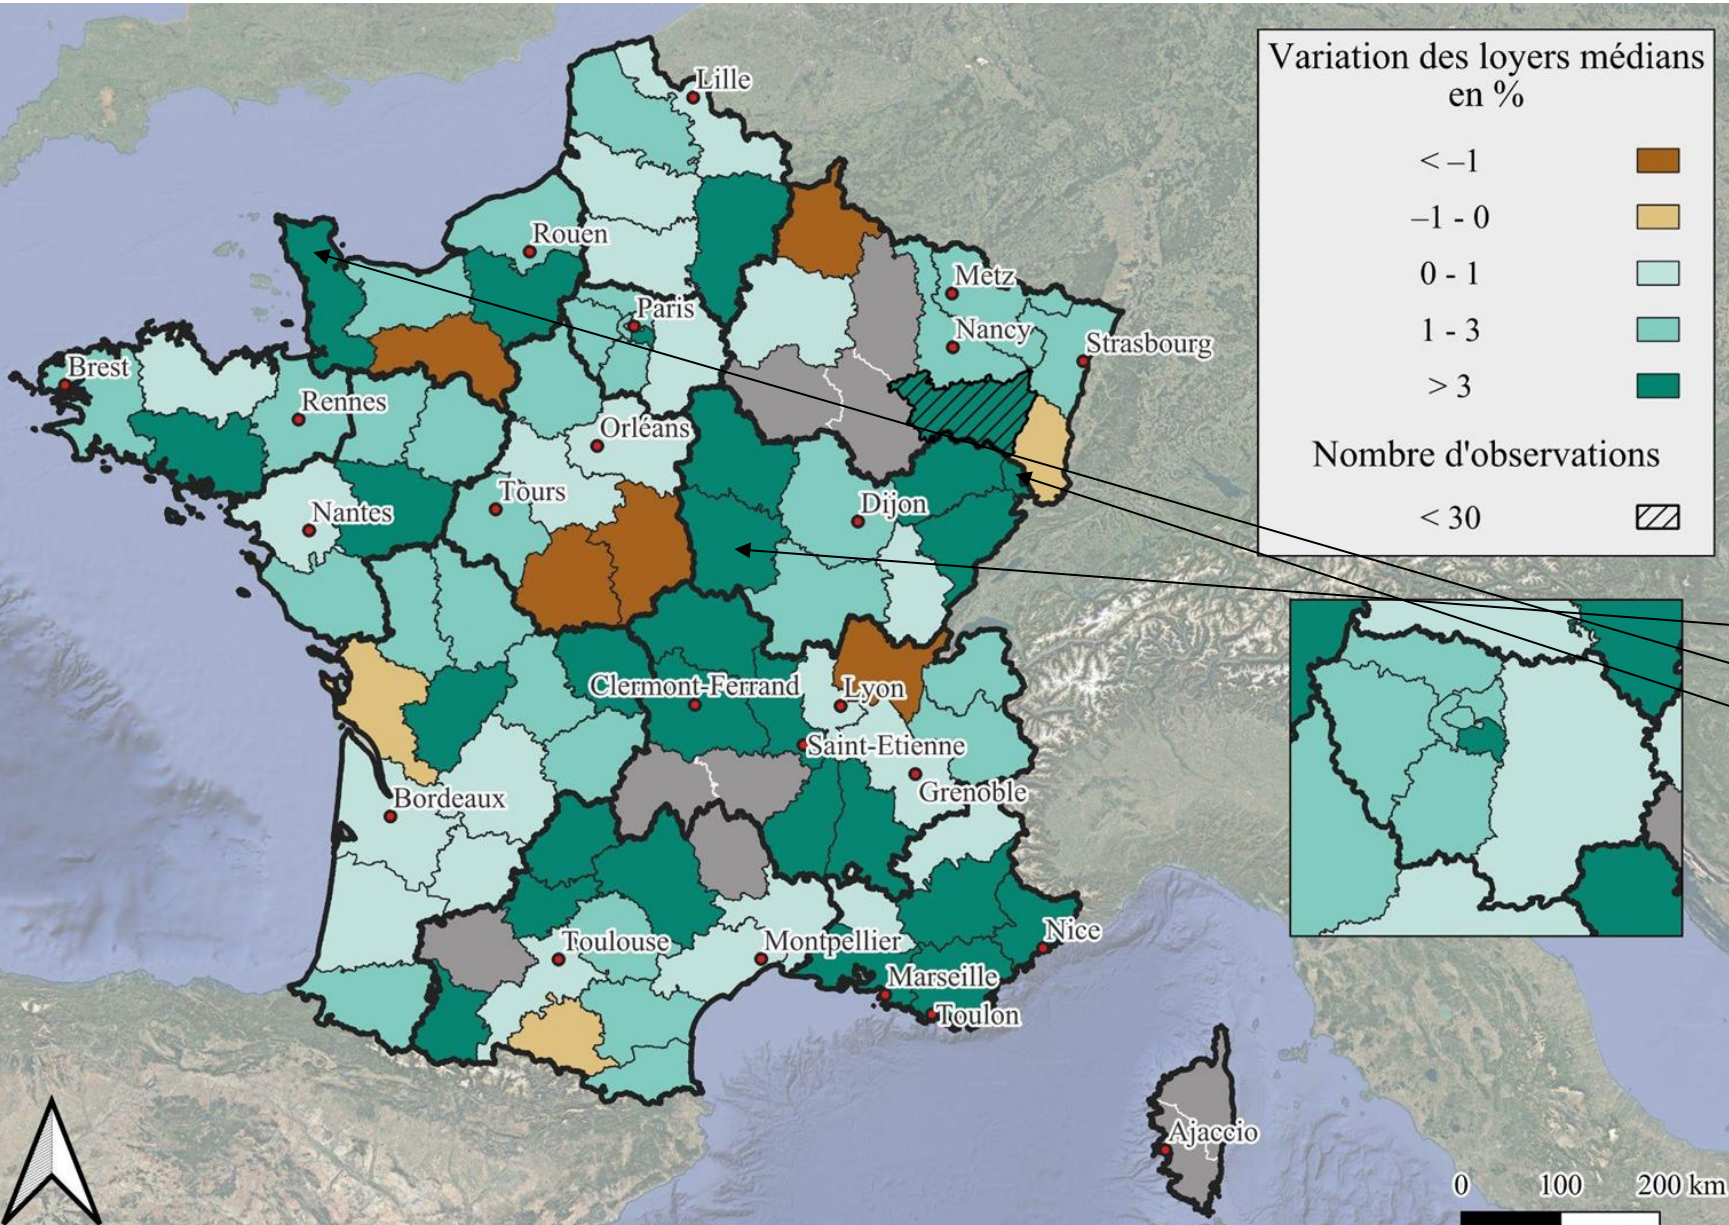 Variation des loyers médians
en %
< –1
–1 - 0
0 - 1
1 - 3
> 3
Nombre d'observations
< 30
Lille
Rouen
Metz
Paris
Nancy
Strasbourg
Brest
Rennes
Orléans
Tours
Dijon
Nantes
Clermont-Ferrand
Lyon
Saint-Etienne
Grenoble
Bordeaux
Toulouse
Montpellier
Nice
Marseille
Toulon
Ajaccio
0 100 200 km